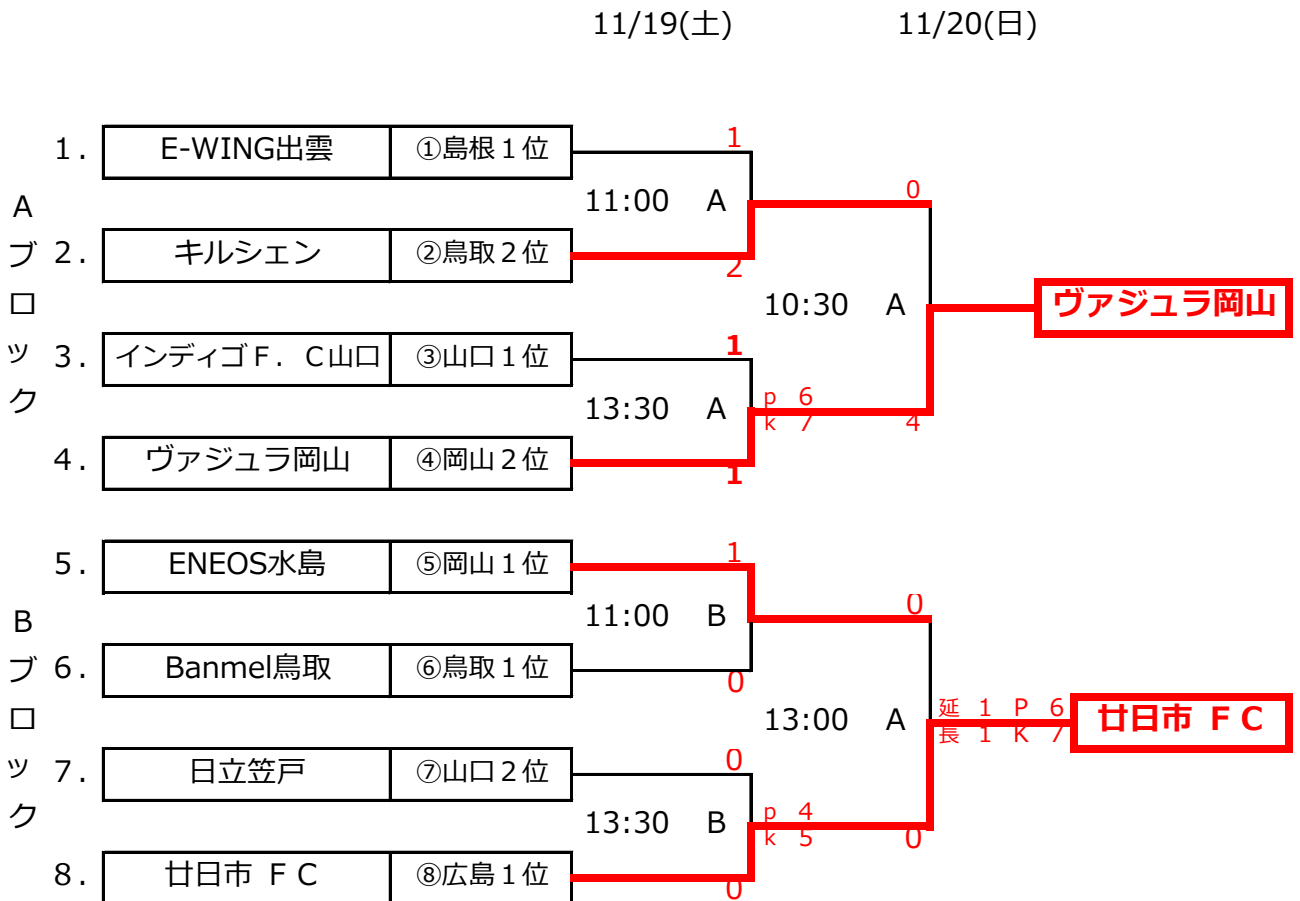 11/19(土) 11/20(日)
Aブロック
1. E-WING出雲 ①島根１位 1
11:00 A 0
2. キルシェン ②鳥取２位 2
10:30 A ヴァジュラ岡山
3. インディゴＦ．Ｃ山口 ③山口１位 1
13:30 A p 6
k 7 4
4. ヴァジュラ岡山 ④岡山２位 1
Bブロック
5. ENEOS水島 ⑤岡山１位 1
11:00 B 0
6. Banmel鳥取 ⑥鳥取１位 0
13:00 A 延 1 P 6 廿日市 ＦＣ
長 1 K 7
7. 日立笠戸 ⑦山口２位 0
13:30 B p 4
k 5 0
8. 廿日市 ＦＣ ⑧広島１位 0